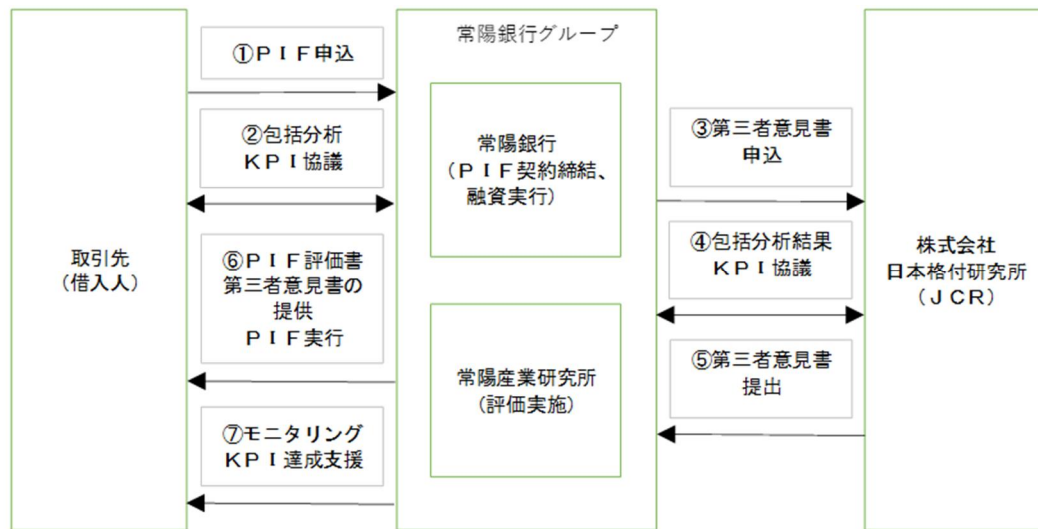 常陽銀行グループ
①ＰＩＦ申込
②包括分析
ＫＰＩ協議
常陽銀行
（ＰＩＦ契約締結、
融資実行）
③第三者意見書
申込
取引先
（借入人）
⑥ＰＩＦ評価書
第三者意見書の
提供
ＰＩＦ実行
④包括分析結果
ＫＰＩ協議
株式会社
日本格付研究所
（ＪＣＲ）
常陽産業研究所
（評価実施）
⑤第三者意見書
提出
⑦モニタリング
ＫＰＩ達成支援